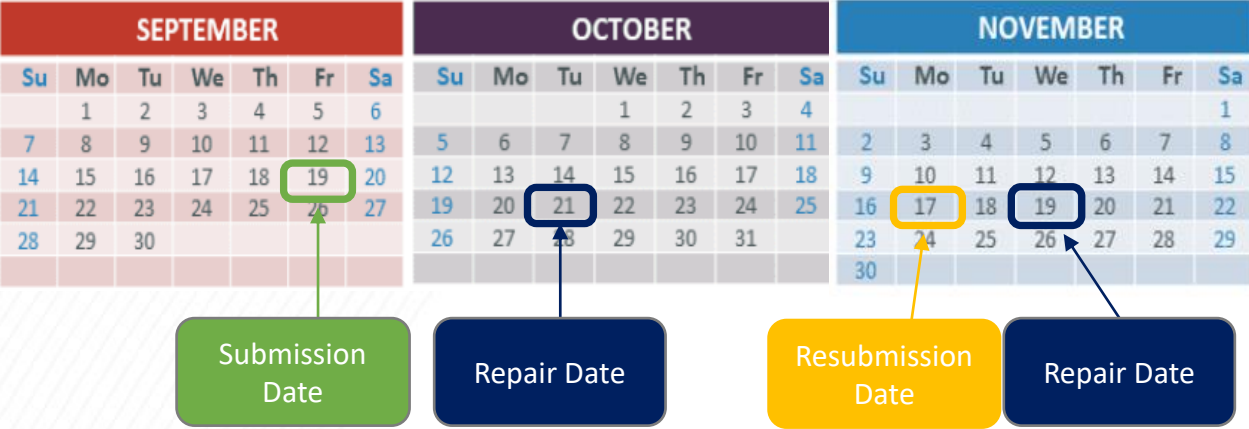 SEPTEMBER
Su Mo Tu We Th Fr Sa
1 2 3 4 5 6
7 8 9 10 11 12 13
14 15 16 17 18 19 20
21 22 23 24 25 26 27
28 29 30
OCTOBER
Su Mo Tu We Th Fr Sa
1 2 3 4
5 6 7 8 9 10 11
12 13 14 15 16 17 18
19 20 21 22 23 24 25
26 27 28 29 30 31
NOVEMBER
Su Mo Tu We Th Fr Sa
1
2 3 4 5 6 7 8
9 10 11 12 13 14 15
16 17 18 19 20 21 22
23 24 25 26 27 28 29
30
Submission
Date
Repair Date
Resubmission
Date
Repair Date